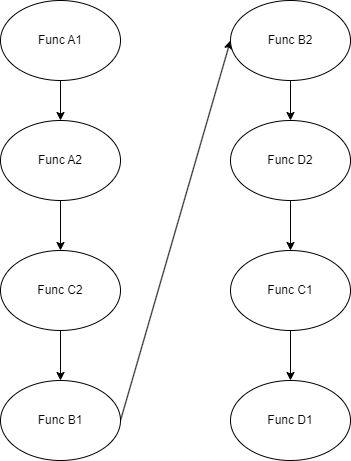 Func A1
Func A2
Func C2
Func B1
Func B2
Func D2
Func C1
Func D1